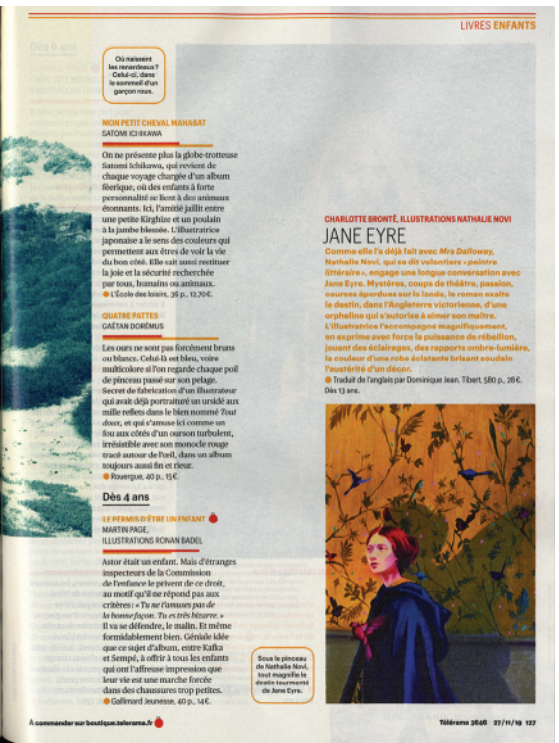 LIVRES ENFANTS
Où naissent
les renardeaux ?
Celui-ci, dans
le sommeil d'un
garçon roux.
MON PETIT CHEVAL MAHABAT
SATOMI ICHIKAWA
On ne présente plus la globe-trotteuse
Satomi Ichikawa, qui revient de
chaque voyage chargée d'un album
féerique, où des enfants à forte
personnalité se lient à des animaux
étonnants. Ici, l'amitié jaillit entre
une petite Kirghize et un poulain
à la jambe blessée. L'illustratrice
japonaise a le sens des couleurs qui
permettent aux êtres de voir la vie
du bon côté. Elle sait aussi restituer
la joie et la sécurité recherchée
par tous, humains ou animaux.
L'École des loisirs, 36 p., 12,70€.
QUATRE PATTES
GAËTAN DORÉMUS
Les ours ne sont pas forcément bruns
ou blancs. Celui-là est bleu, voire
multicolore si l'on regarde chaque poil
de pinceau passé sur son pelage.
Secret de fabrication d'un illustrateur
qui avait déjà portraituré un ursidé aux
mille reflets dans le bien nommé Tout
doux, et qui s'amuse ici comme un
fou aux côtés d'un ourson turbulent,
irrésistible avec son monocle rouge
tracé autour de l'œil, dans un album
toujours aussi fin et rieur.
Rouergue, 40 p., 15€.
Dès 4 ans
LE PERMIS D'ÊTRE UN ENFANT
MARTIN PAGE,
ILLUSTRATIONS RONAN BADEL
Astor était un enfant. Mais d'étranges
inspecteurs de la Commission
de l'enfance le privent de ce droit,
au motif qu'il ne répond pas aux
critères : « Tu ne t'amuses pas de
la bonne façon. Tu es très bizarre. »
Il va se défendre, le malin. Et même
formidablement bien. Géniale idée
que ce sujet d'album, entre Kafka
et Sempé, à offrir à tous les enfants
qui ont l'affreuse impression que
leur vie est une marche forcée
dans des chaussures trop petites.
Gallimard Jeunesse, 40 p., 14€.
CHARLOTTE BRONTË, ILLUSTRATIONS NATHALIE NOVI
JANE EYRE
Comme elle l'a déjà fait avec Mrs Dalloway,
Nathalie Novi, qui se dit volontiers « peintre
littéraire », engage une longue conversation avec
Jane Eyre. Mystères, coups de théâtre, passion,
courses éperdues sur la lande, le roman exalte
le destin, dans l'Angleterre victorienne, d'une
orpheline qui s'autorise à aimer son maître.
L'illustratrice l'accompagne magnifiquement,
en exprime avec force la puissance de rébellion,
jouant des éclairages, des rapports ombre-lumière,
la couleur d'une robe éclatante brisant soudain
l'austérité d'un décor.
Traduit de l'anglais par Dominique Jean, Tibert, 580 p., 28€.
Dès 13 ans.
Sous le pinceau
de Nathalie Novi,
tout magnifie le
destin tourmenté
de Jane Eyre.
À commander sur boutique.telerama.fr
Télérama 3646 27/11/19 127